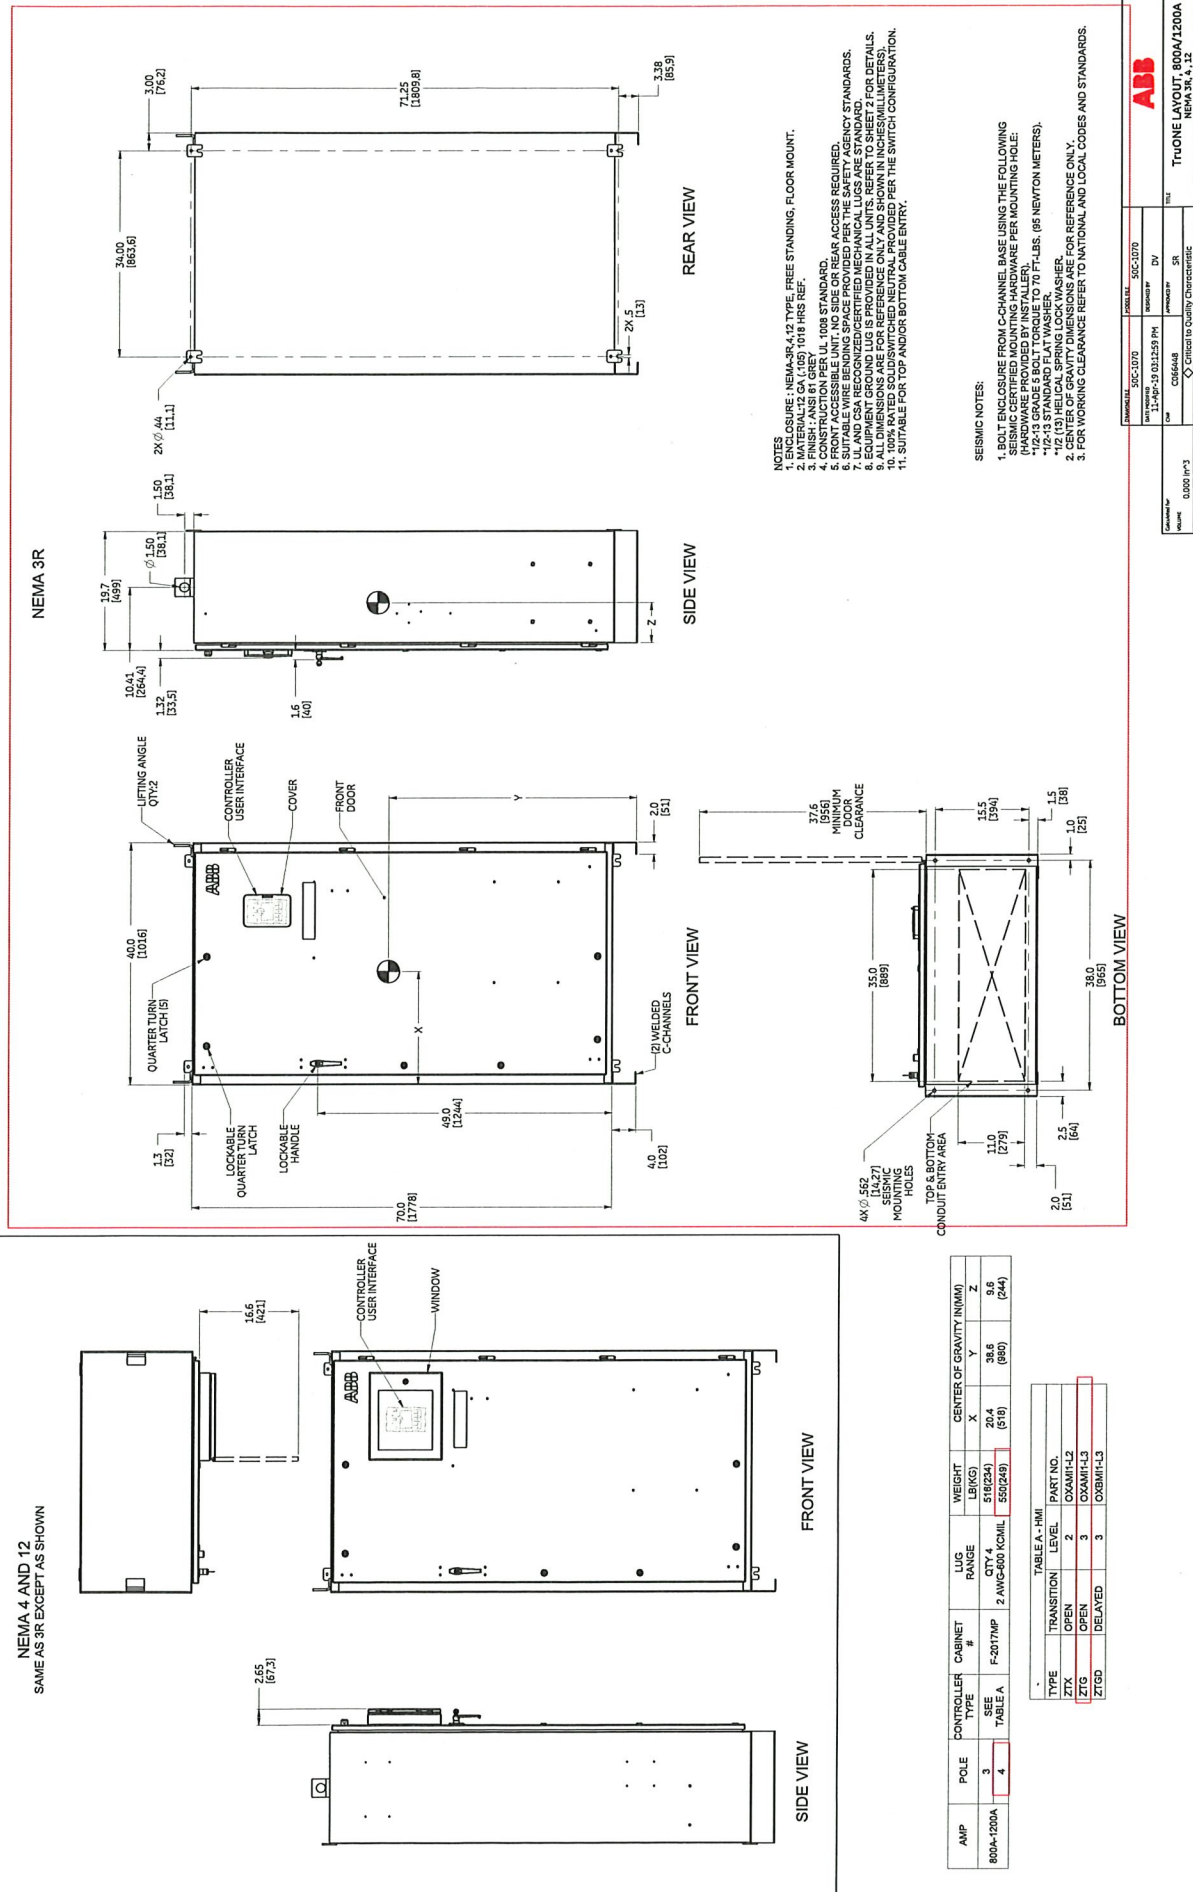 NEMA 4 AND 12
SAME AS 3R EXCEPT AS SHOWN
16.6
[421]
2.65
[67,3]
CONTROLLER
USER INTERFACE
WINDOW
ABB
SIDE VIEW
FRONT VIEW
NEMA 3R
LIFTING ANGLE
QTY:2
CONTROLLER
USER INTERFACE
COVER
FRONT
DOOR
ABB
40.0
[1016]
QUARTER TURN
LATCH (5)
1.3
[32]
LOCKABLE
QUARTER TURN
LATCH
LOCKABLE
HANDLE
70.0
[1778]
49.0
[1244]
4.0
[102]
X
Y
2.0
[51]
(2) WELDED
C-CHANNELS
FRONT VIEW
19.7
[499]
10.41
[264,4]
1.32
[33,5]
Ø1.50
[38,1]
1.50
[38,1]
1.6
[40]
Z
SIDE VIEW
34.00
[863,6]
3.00
[76,2]
2X Ø.44
[11,1]
71.25
[1809,8]
3.38
[85,9]
2X .5
[13]
REAR VIEW
37.6
[956]
MINIMUM
DOOR
CLEARANCE
35.0
[889]
15.5
[394]
1.5
[38]
1.0
[25]
38.0
[965]
4X Ø.562
[14,27]
SEISMIC
MOUNTING
HOLES
TOP & BOTTOM
CONDUIT ENTRY AREA
11.0
[279]
2.5
[64]
2.0
[51]
BOTTOM VIEW
NOTES
1. ENCLOSURE : NEMA-3R,4,12 TYPE, FREE STANDING, FLOOR MOUNT.
2. MATERIAL:12 GA (.105) 1018 HRS REF.
3. FINISH : ANSI 61 GREY
4. CONSTRUCTION PER UL 1008 STANDARD.
5. FRONT ACCESSIBLE UNIT. NO SIDE OR REAR ACCESS REQUIRED.
6. SUITABLE WIRE BENDING SPACE PROVIDED PER THE SAFETY AGENCY STANDARDS.
7. UL AND CSA RECOGNIZED/CERTIFIED MECHANICAL LUGS ARE STANDARD.
8. EQUIPMENT GROUND LUG IS PROVIDED IN ALL UNITS. REFER TO SHEET 2 FOR DETAILS.
9. ALL DIMENSIONS ARE FOR REFERENCE ONLY AND SHOWN IN INCHES(MILLIMETERS).
10. 100% RATED SOLID/SWITCHED NEUTRAL PROVIDED PER THE SWITCH CONFIGURATION.
11. SUITABLE FOR TOP AND/OR BOTTOM CABLE ENTRY.
SEISMIC NOTES:
1. BOLT ENCLOSURE FROM C-CHANNEL BASE USING THE FOLLOWING
SEISMIC CERTIFIED MOUNTING HARDWARE PER MOUNTING HOLE:
(HARDWARE PROVIDED BY INSTALLER).
*1/2-13 GRADE 5 BOLT TORQUE TO 70 FT-LBS. (95 NEWTON METERS).
*1/2-13 STANDARD FLAT WASHER.
*1/2 (13) HELICAL SPRING LOCK WASHER.
2. CENTER OF GRAVITY DIMENSIONS ARE FOR REFERENCE ONLY.
3. FOR WORKING CLEARANCE REFER TO NATIONAL AND LOCAL CODES AND STANDARDS.
AMP POLE CONTROLLER TYPE CABINET # LUG RANGE WEIGHT LB(KG) CENTER OF GRAVITY IN(MM) X Y Z
800A-1200A 3 SEE TABLE A F-2017MP QTY 4 2 AWG-600 KCMIL 516(234) 20.4 (518) 38.6 (980) 9.6 (244)
4 550(249)
TABLE A - HMI
TYPE TRANSITION LEVEL PART NO.
ZTX OPEN 2 OXAMI1-L2
ZTG OPEN 3 OXAMI1-L3
ZTGD DELAYED 3 OXBMI1-L3
Calculated for
VOLUME 0.000 in^3
DRAWING FILE 50C-1070
MODEL FILE 50C-1070
DATE MODIFIED 11-Apr-19 03:12:59 PM
DESIGNED BY DV
C066448
APPROVED BY SR
Critical to Quality Characteristic
ABB
TITLE
TruONE LAYOUT, 800A/1200A
NEMA 3R, 4, 12